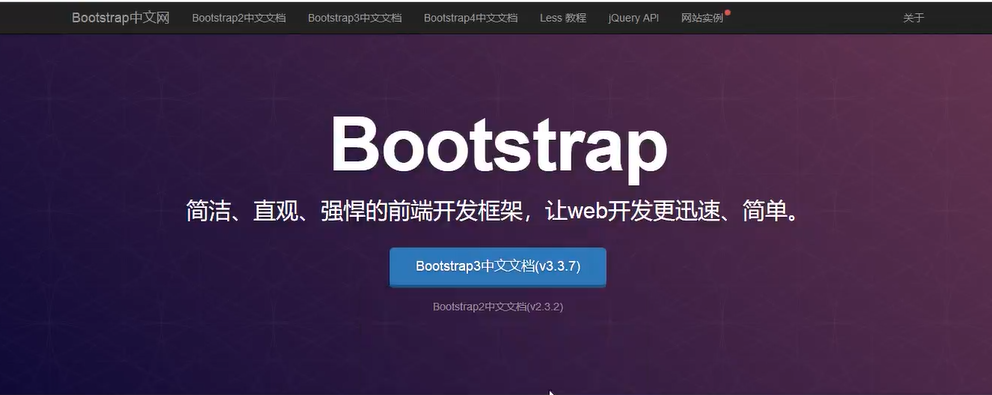 Bootstrap中文网 Bootstrap2中文文档 Bootstrap3中文文档 Bootstrap4中文文档 Less 教程 jQuery API 网站实例 关于
Bootstrap
简洁、直观、强悍的前端开发框架，让web开发更迅速、简单。
Bootstrap3中文文档(v3.3.7)
Bootstrap2中文文档(v2.3.2)